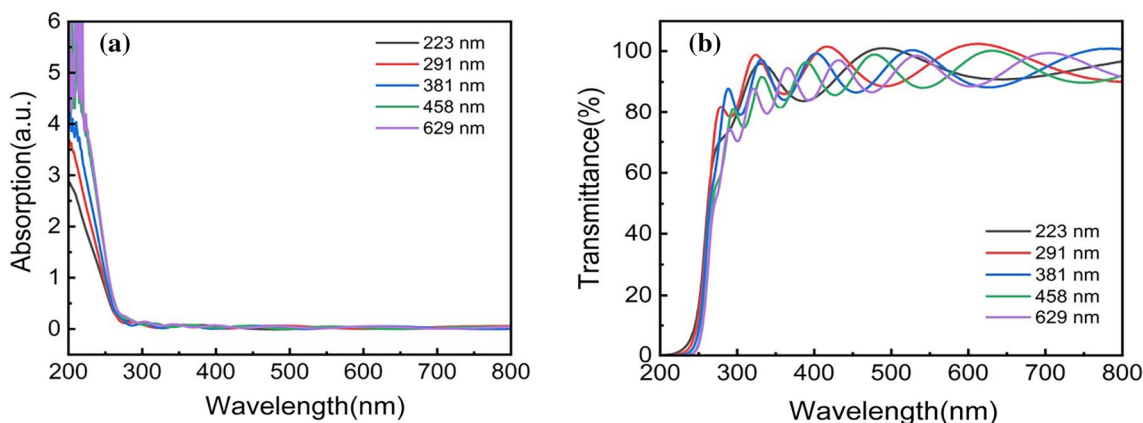 (a)
223 nm
291 nm
381 nm
458 nm
629 nm
6
5
4
3
2
1
0
Absorption(a.u.)
200 300 400 500 600 700 800
Wavelength(nm)
(b)
100
80
60
40
20
0
Transmittance(%)
223 nm
291 nm
381 nm
458 nm
629 nm
200 300 400 500 600 700 800
Wavelength(nm)